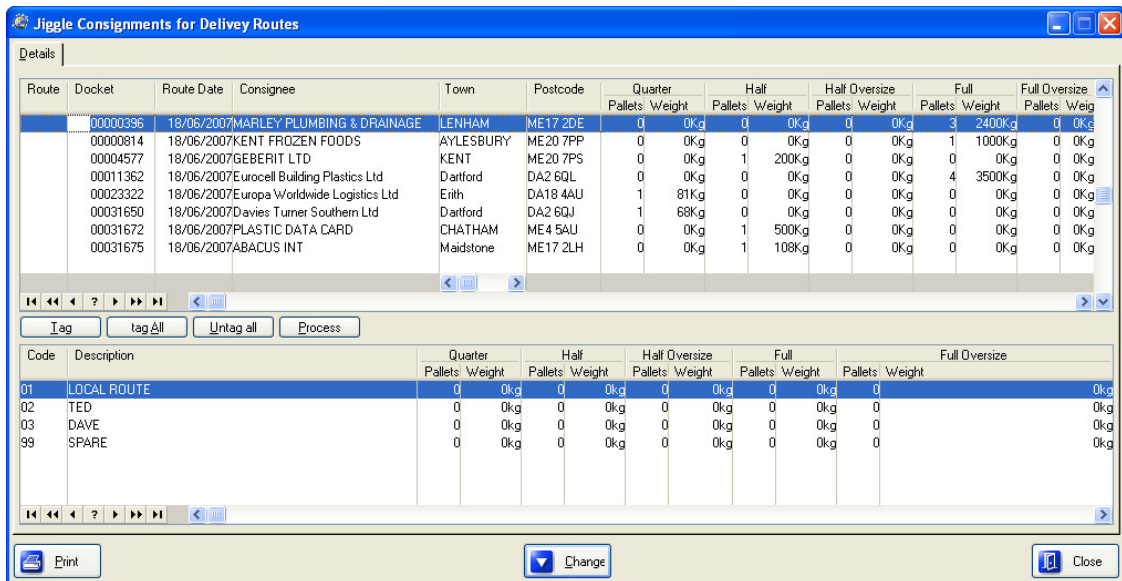 Jiggle Consignments for Delivey Routes
Details
Route Docket Route Date Consignee Town Postcode Quarter Half Half Oversize Full Full Oversize
Pallets Weight Pallets Weight Pallets Weight Pallets Weight Pallets Weig
00000396 18/06/2007 MARLEY PLUMBING & DRAINAGE LENHAM ME17 2DE 0 0Kg 0 0Kg 0 0Kg 3 2400Kg 0 0Kg
00000814 18/06/2007 KENT FROZEN FOODS AYLESBURY ME20 7PP 0 0Kg 0 0Kg 0 0Kg 1 1000Kg 0 0Kg
00004577 18/06/2007 GEBERIT LTD KENT ME20 7PS 0 0Kg 1 200Kg 0 0Kg 0 0Kg 0 0Kg
00011362 18/06/2007 Eurocell Building Plastics Ltd Dartford DA2 6QL 0 0Kg 0 0Kg 0 0Kg 4 3500Kg 0 0Kg
00023322 18/06/2007 Europa Worldwide Logistics Ltd Erith DA18 4AU 1 81Kg 0 0Kg 0 0Kg 0 0Kg 0 0Kg
00031650 18/06/2007 Davies Turner Southern Ltd Dartford DA2 6QJ 1 68Kg 0 0Kg 0 0Kg 0 0Kg 0 0Kg
00031672 18/06/2007 PLASTIC DATA CARD CHATHAM ME4 5AU 0 0Kg 1 500Kg 0 0Kg 0 0Kg 0 0Kg
00031675 18/06/2007 ABACUS INT Maidstone ME17 2LH 0 0Kg 1 108Kg 0 0Kg 0 0Kg 0 0Kg
?
Tag tag All Untag all Process
Code Description Quarter Half Half Oversize Full Full Oversize
Pallets Weight Pallets Weight Pallets Weight Pallets Weight Pallets Weight
01 LOCAL ROUTE 0 0kg 0 0kg 0 0kg 0 0kg 0 0kg
02 TED 0 0kg 0 0kg 0 0kg 0 0kg 0 0kg
03 DAVE 0 0kg 0 0kg 0 0kg 0 0kg 0 0kg
99 SPARE 0 0kg 0 0kg 0 0kg 0 0kg 0 0kg
?
Print Change Close